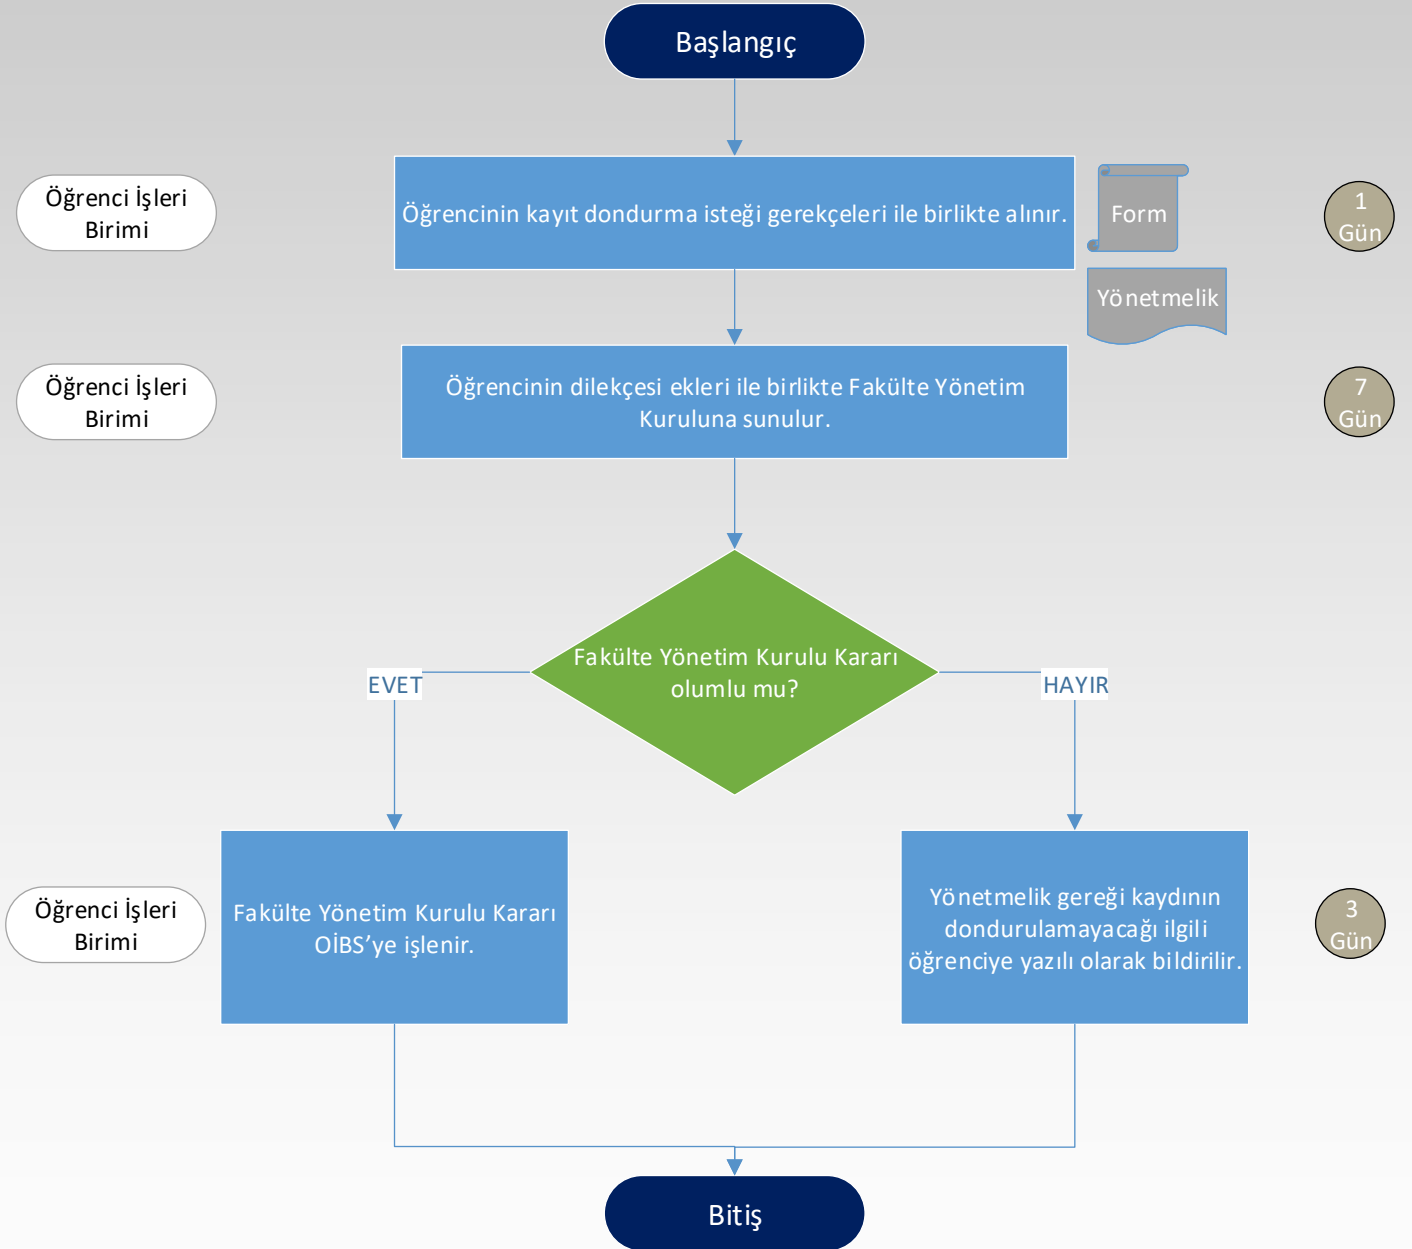 Başlangıç
Öğrenci İşleri
Birimi
Öğrencinin kayıt dondurma isteği gerekçeleri ile birlikte alınır.
Form
1
Gün
Yönetmelik
Öğrenci İşleri
Birimi
Öğrencinin dilekçesi ekleri ile birlikte Fakülte Yönetim
Kuruluna sunulur.
7
Gün
Fakülte Yönetim Kurulu Kararı
olumlu mu?
EVET
HAYIR
Öğrenci İşleri
Birimi
Fakülte Yönetim Kurulu Kararı
OİBS’ye işlenir.
Yönetmelik gereği kaydının
dondurulamayacağı ilgili
öğrenciye yazılı olarak bildirilir.
3
Gün
Bitiş